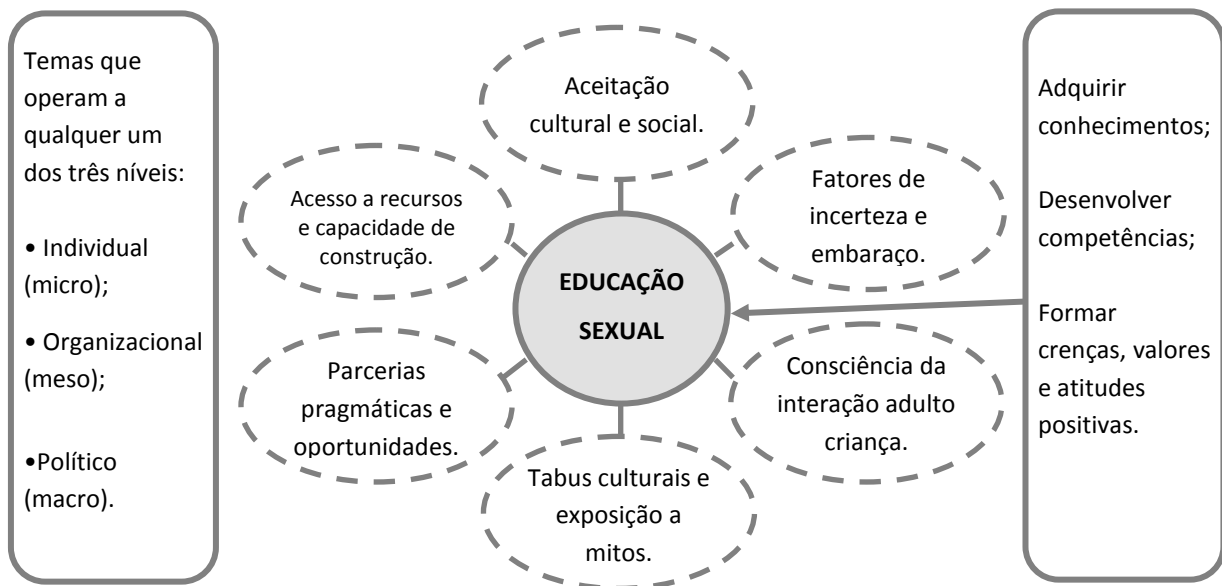 Temas que
operam a
qualquer um
dos três níveis:
• Individual
(micro);
• Organizacional
(meso);
•Político
(macro).
Aceitação
cultural e social.
Acesso a recursos
e capacidade de
construção.
Fatores de
incerteza e
embaraço.
EDUCAÇÃO
SEXUAL
Parcerias
pragmáticas e
oportunidades.
Consciência da
interação adulto
criança.
Tabus culturais e
exposição a
mitos.
Adquirir
conhecimentos;
Desenvolver
competências;
Formar
crenças, valores
e atitudes
positivas.